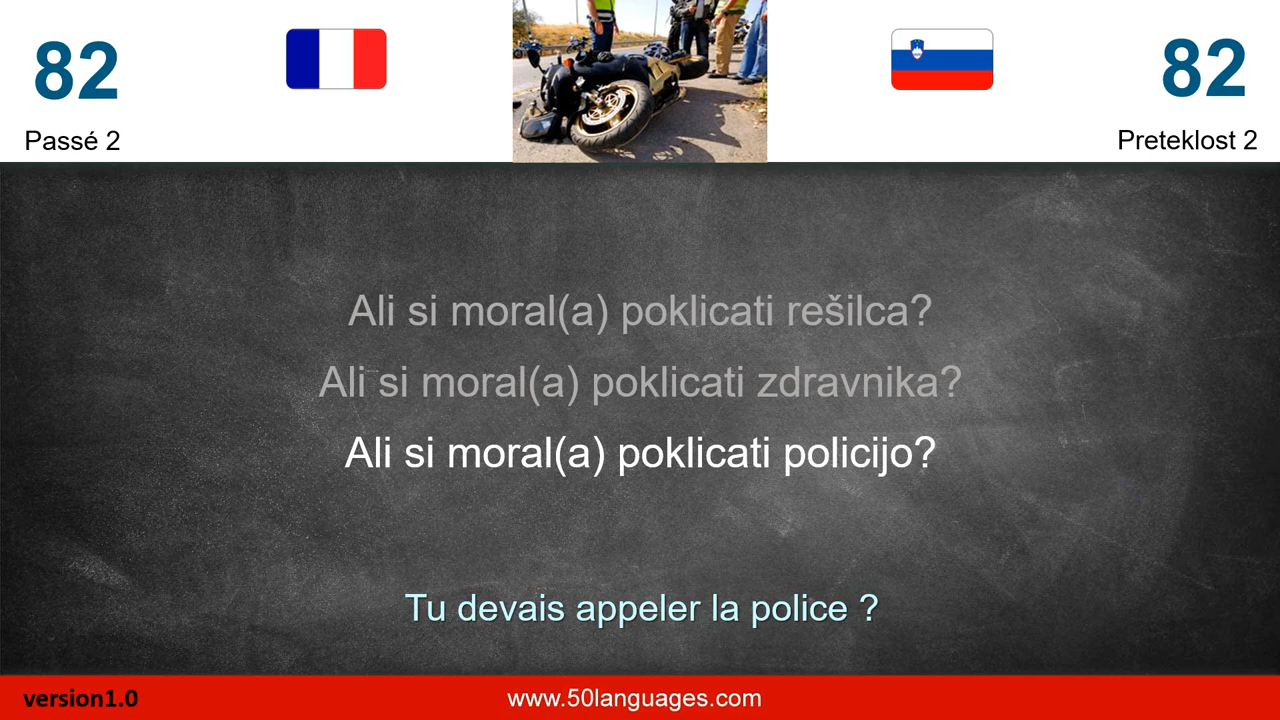 82
82
Passé 2
Preteklost 2
Ali si moral(a) poklicati rešilca?
Ali si moral(a) poklicati zdravnika?
Ali si moral(a) poklicati policijo?
Tu devais appeler la police ?
version1.0
www.50languages.com